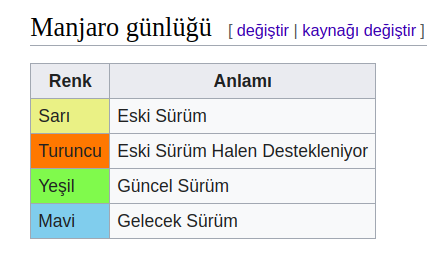 Manjaro günlüğü [ değiştir | kaynağı değiştir ]
Renk Anlamı
Sarı Eski Sürüm
Turuncu Eski Sürüm Halen Destekleniyor
Yeşil Güncel Sürüm
Mavi Gelecek Sürüm